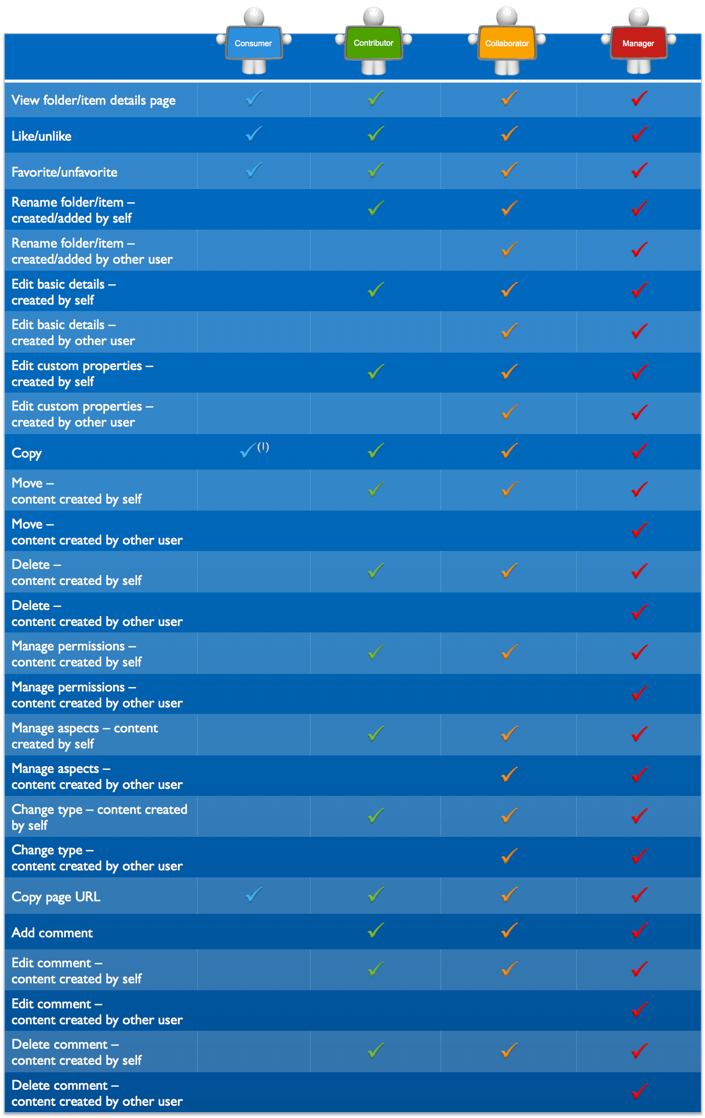 Consumer
Contributor
Collaborator
Manager
View folder/item details page
Like/unlike
Favorite/unfavorite
Rename folder/item –
created/added by self
Rename folder/item –
created/added by other user
Edit basic details –
created by self
Edit basic details –
created by other user
Edit custom properties –
created by self
Edit custom properties –
created by other user
Copy
(1)
Move –
content created by self
Move –
content created by other user
Delete –
content created by self
Delete –
content created by other user
Manage permissions –
content created by self
Manage permissions –
content created by other user
Manage aspects – content
created by self
Manage aspects –
content created by other user
Change type – content created
by self
Change type –
content created by other user
Copy page URL
Add comment
Edit comment –
content created by self
Edit comment –
content created by other user
Delete comment –
content created by self
Delete comment –
content created by other user